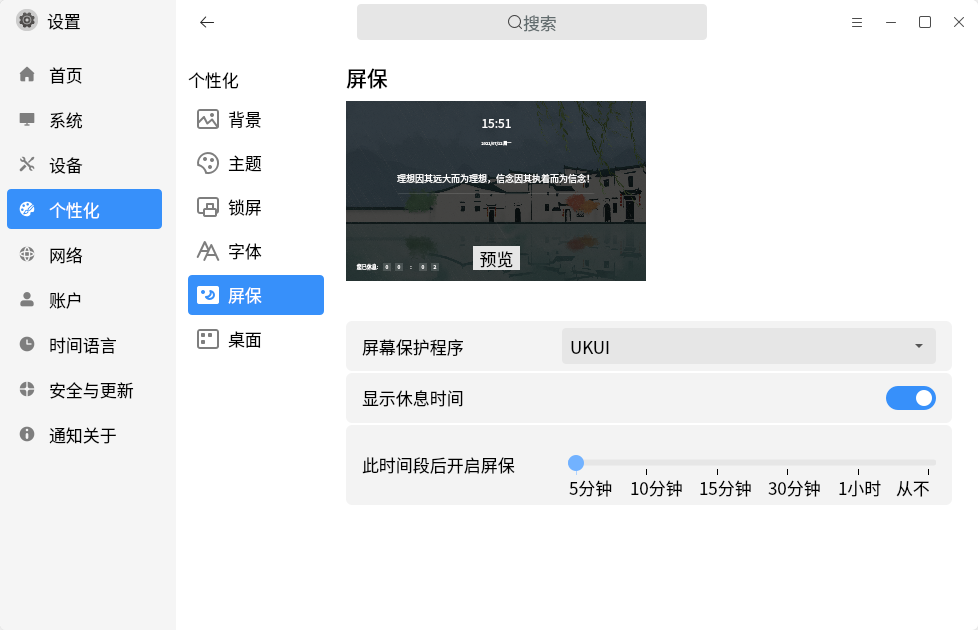 设置
搜索
首页
系统
设备
个性化
网络
账户
时间语言
安全与更新
通知关于
个性化
背景
主题
锁屏
字体
屏保
桌面
屏保
15:51
理想因其远大而为理想，信念因其执着而为信念!
您已休息: 0 0 : 0 2
预览
屏幕保护程序
UKUI
显示休息时间
此时间段后开启屏保
5分钟 10分钟 15分钟 30分钟 1小时 从不